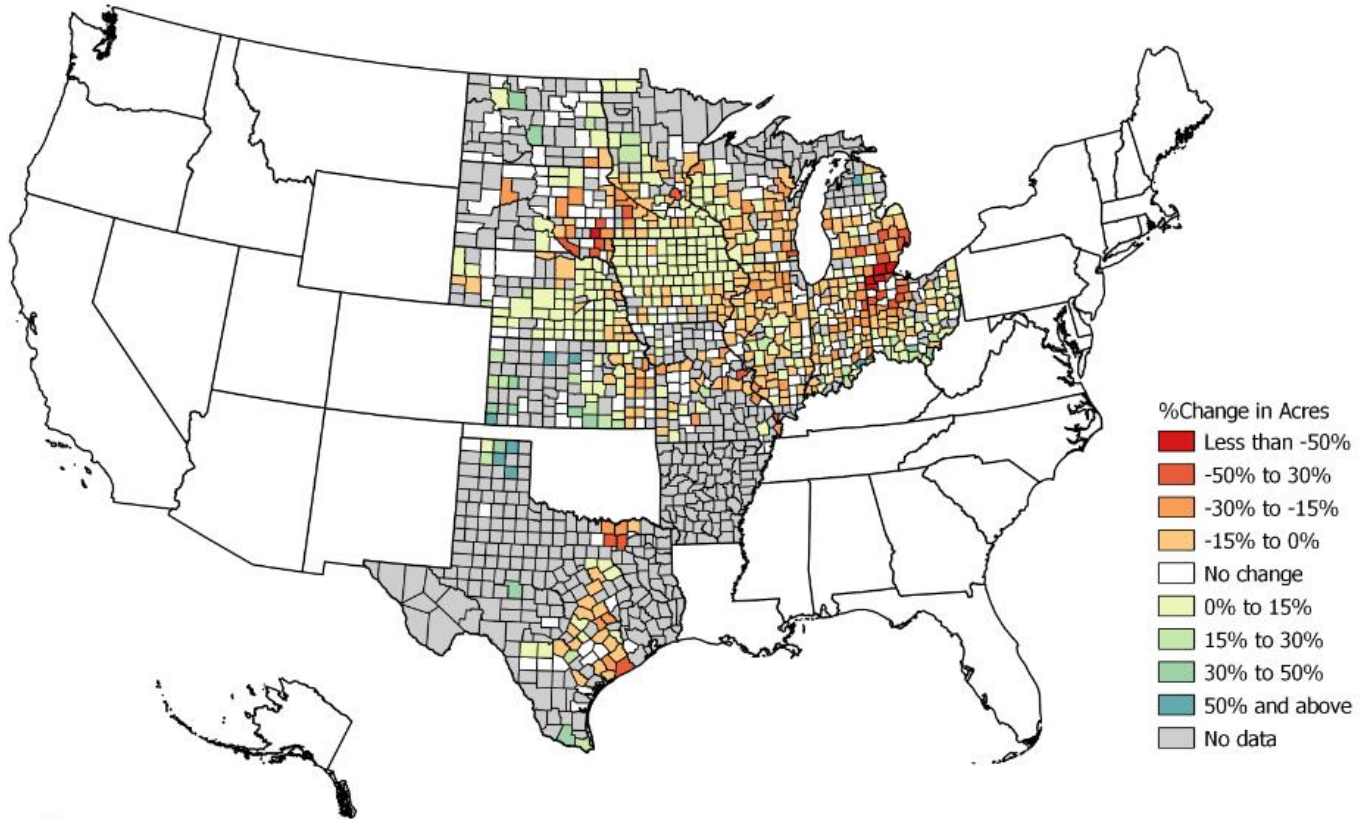 %Change in Acres
Less than -50%
-50% to 30%
-30% to -15%
-15% to 0%
No change
0% to 15%
15% to 30%
30% to 50%
50% and above
No data